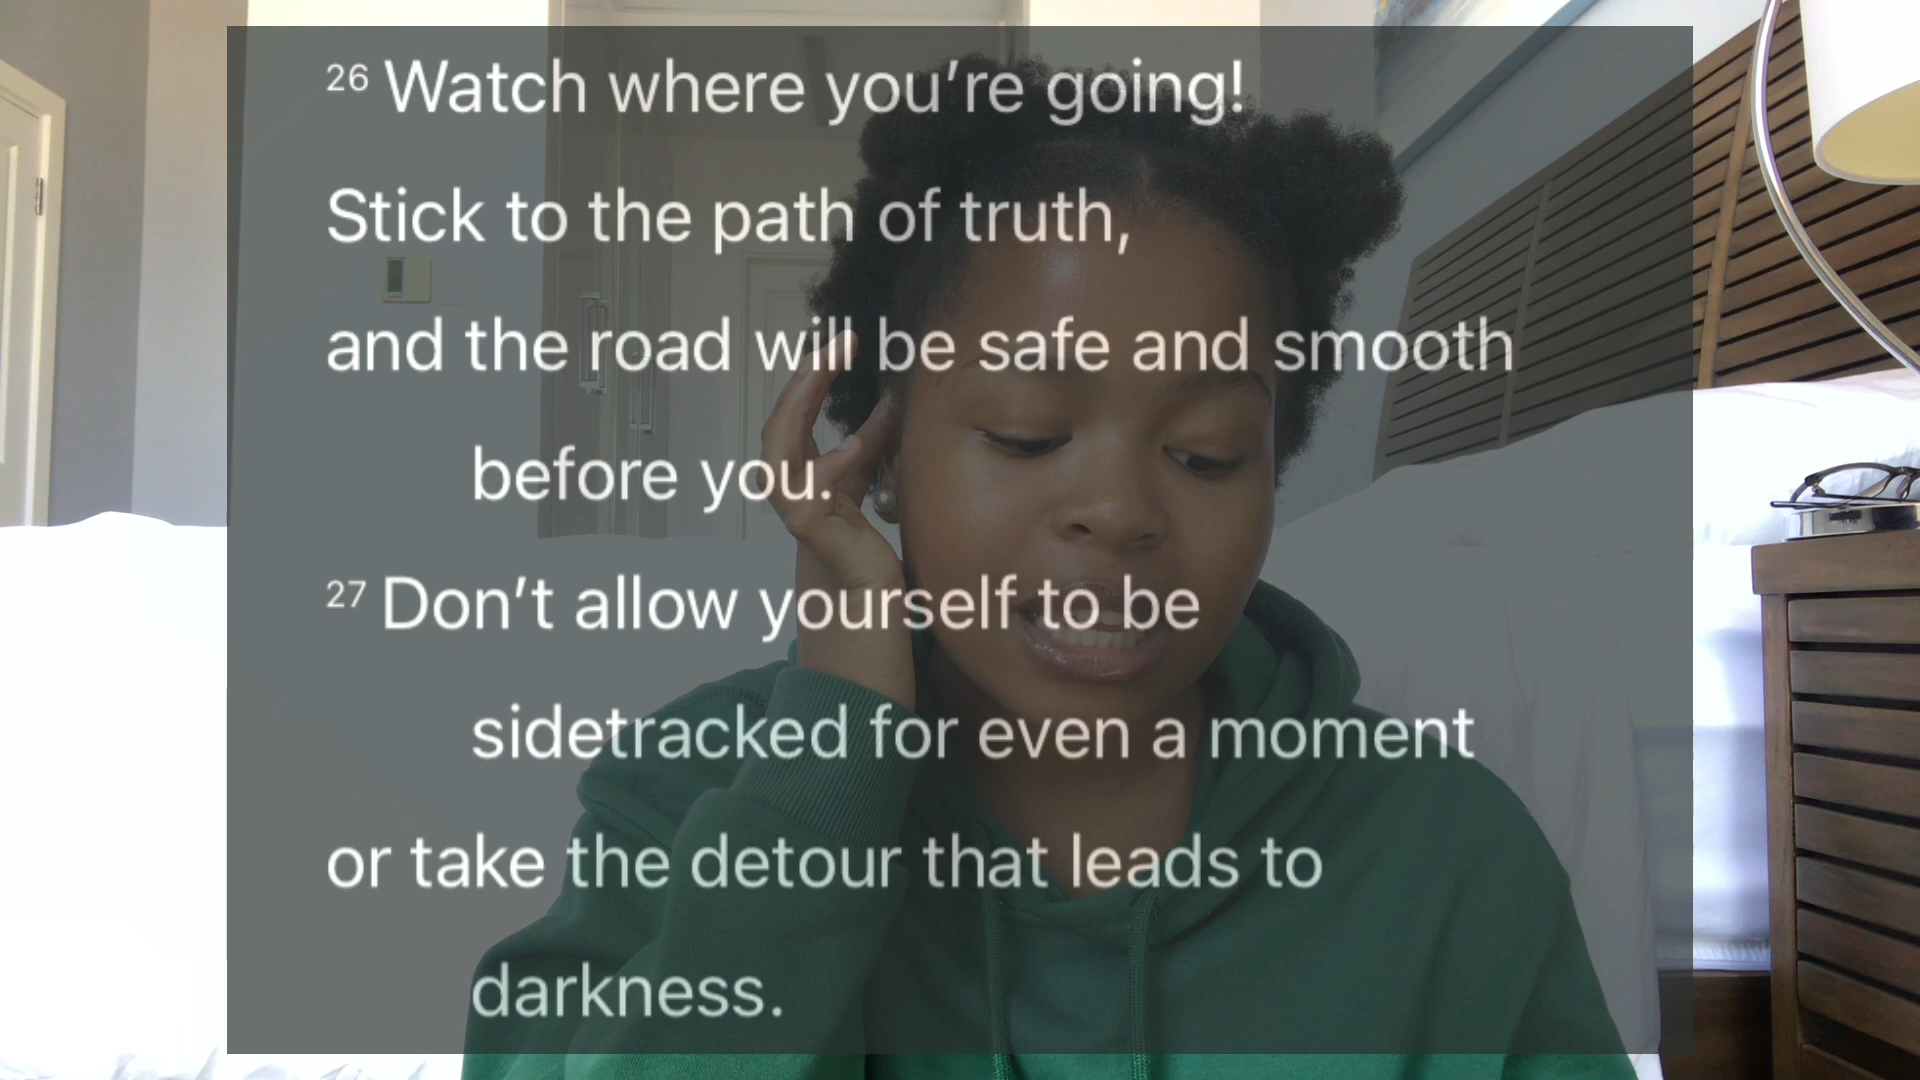 26 Watch where you’re going!
Stick to the path of truth,
and the road will be safe and smooth
before you.
27 Don’t allow yourself to be
sidetracked for even a moment
or take the detour that leads to
darkness.